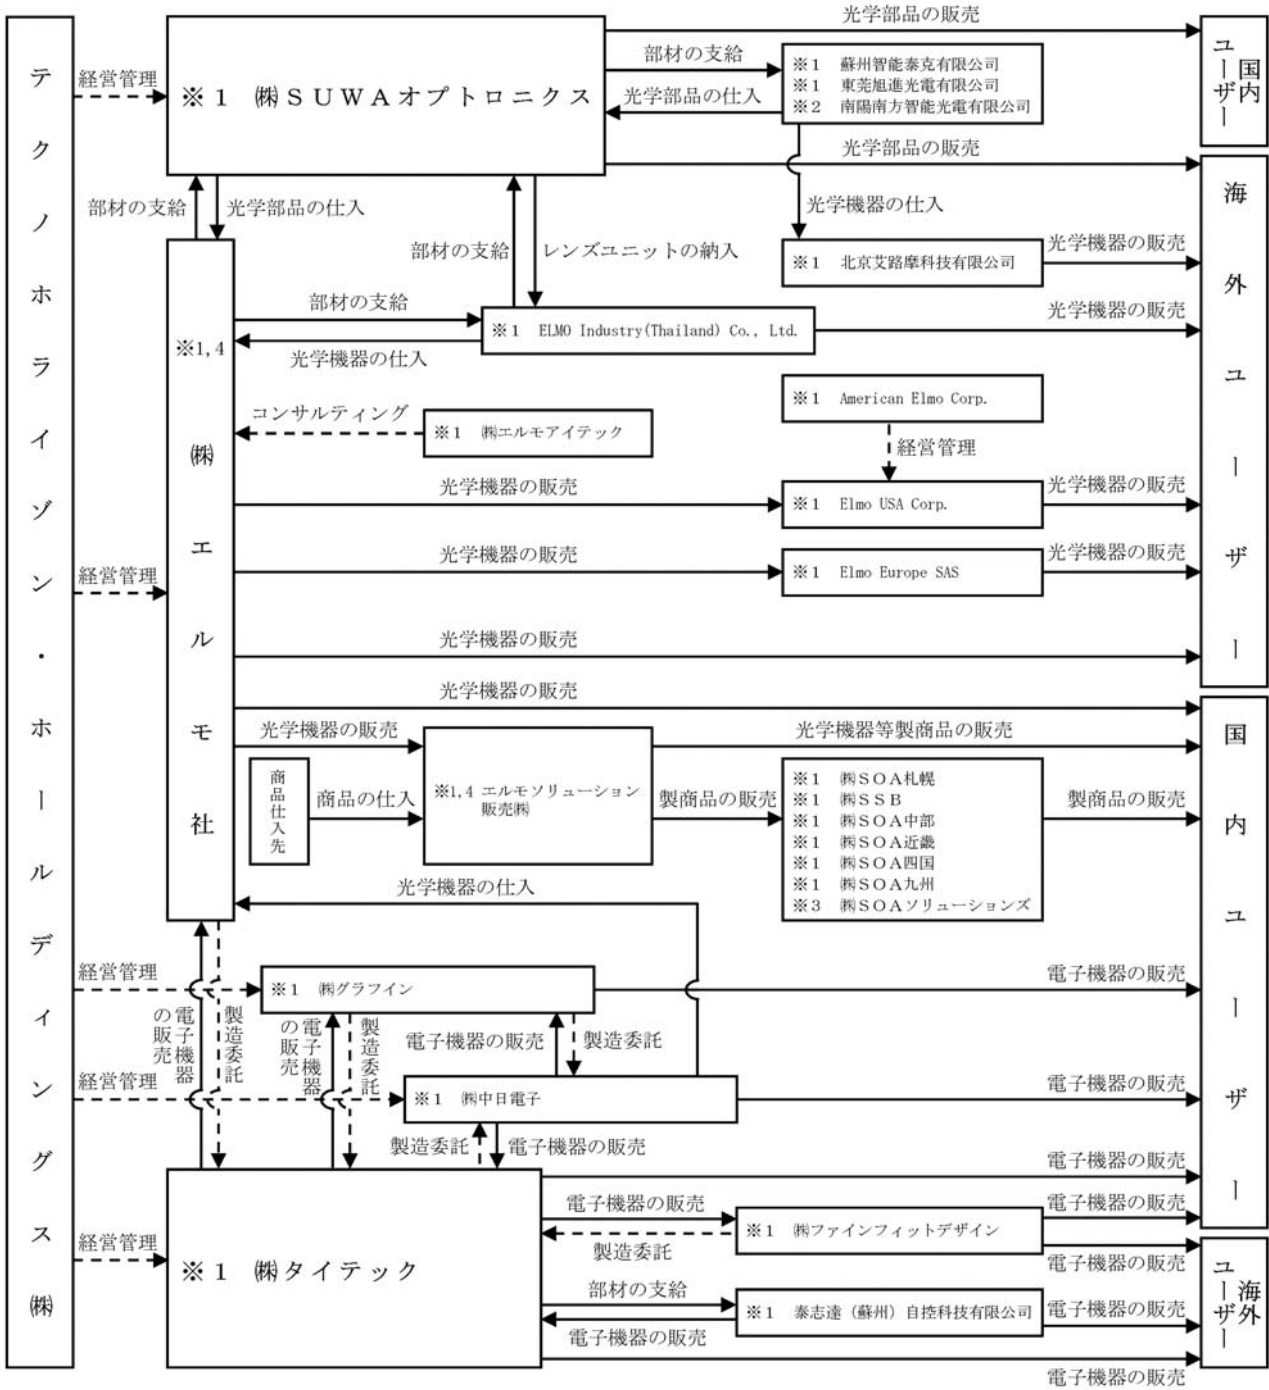 テクノホライゾン・ホールディングス㈱
経営管理
※１　㈱ＳＵＷＡオプトロニクス
光学部品の販売
国内
ユーザー
部材の支給
光学部品の仕入
※１　蘇州智能泰克有限公司
※１　東莞旭進光電有限公司
※２　南陽南方智能光電有限公司
光学部品の販売
海外ユーザー
部材の支給
光学部品の仕入
部材の支給
レンズユニットの納入
光学機器の仕入
※１　北京艾路摩科技有限公司
光学機器の販売
※1,4　㈱エルモ社
部材の支給
光学機器の仕入
※１　ELMO Industry(Thailand) Co., Ltd.
光学機器の販売
コンサルティング
※１　㈱エルモアイテック
※１　American Elmo Corp.
経営管理
光学機器の販売
※１　Elmo USA Corp.
光学機器の販売
経営管理
光学機器の販売
※１　Elmo Europe SAS
光学機器の販売
光学機器の販売
光学機器の販売
国内ユーザー
光学機器の販売
商品仕入先
商品の仕入
※1,4 エルモソリューション
販売㈱
光学機器等製商品の販売
製商品の販売
※１　㈱ＳＯＡ札幌
※１　㈱ＳＳＢ
※１　㈱ＳＯＡ中部
※１　㈱ＳＯＡ近畿
※１　㈱ＳＯＡ四国
※１　㈱ＳＯＡ九州
※３　㈱ＳＯＡソリューションズ
製商品の販売
光学機器の仕入
経営管理
※１　㈱グラフイン
電子機器の販売
電子機器
の販売
製造委託
電子機器
の販売
製造委託
電子機器の販売
製造委託
経営管理
※１　㈱中日電子
電子機器の販売
製造委託
電子機器の販売
経営管理
※１　㈱タイテック
電子機器の販売
電子機器の販売
製造委託
※１　㈱ファインフィットデザイン
電子機器の販売
電子機器の販売
海外
ユーザー
部材の支給
電子機器の販売
※１　泰志達（蘇州）自控科技有限公司
電子機器の販売
電子機器の販売